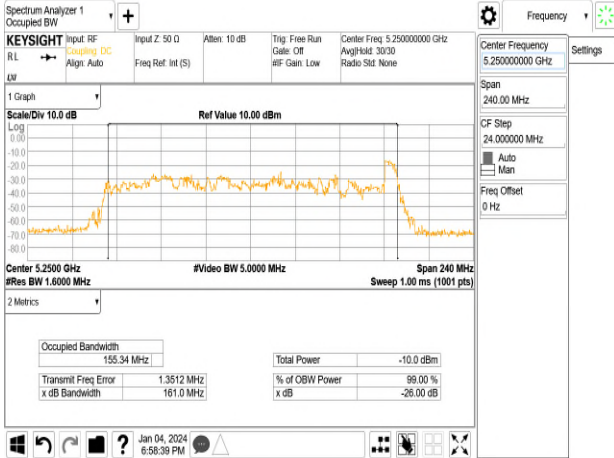 Spectrum Analyzer 1
Occupied BW
KEYSIGHT
RL
Input: RF
Coupling: DC
Align: Auto
Input Z: 50 Ω
Freq Ref: Int (S)
Atten: 10 dB
Trig: Free Run
Gate: Off
#IF Gain: Low
Center Freq: 5.250000000 GHz
Avg|Hold: 30/30
Radio Std: None
1 Graph
Scale/Div 10.0 dB
Ref Value 10.00 dBm
Log
0.00
-10.0
-20.0
-30.0
-40.0
-50.0
-60.0
-70.0
-80.0
Center 5.2500 GHz
#Video BW 5.0000 MHz
Span 240 MHz
#Res BW 1.6000 MHz
Sweep 1.00 ms (1001 pts)
2 Metrics
Occupied Bandwidth
155.34 MHz
Total Power -10.0 dBm
Transmit Freq Error 1.3512 MHz
% of OBW Power 99.00 %
x dB Bandwidth 161.0 MHz
x dB -26.00 dB
Jan 04, 2024
6:58:39 PM
Frequency
Center Frequency
5.250000000 GHz
Settings
Span
240.00 MHz
CF Step
24.000000 MHz
Auto
Man
Freq Offset
0 Hz